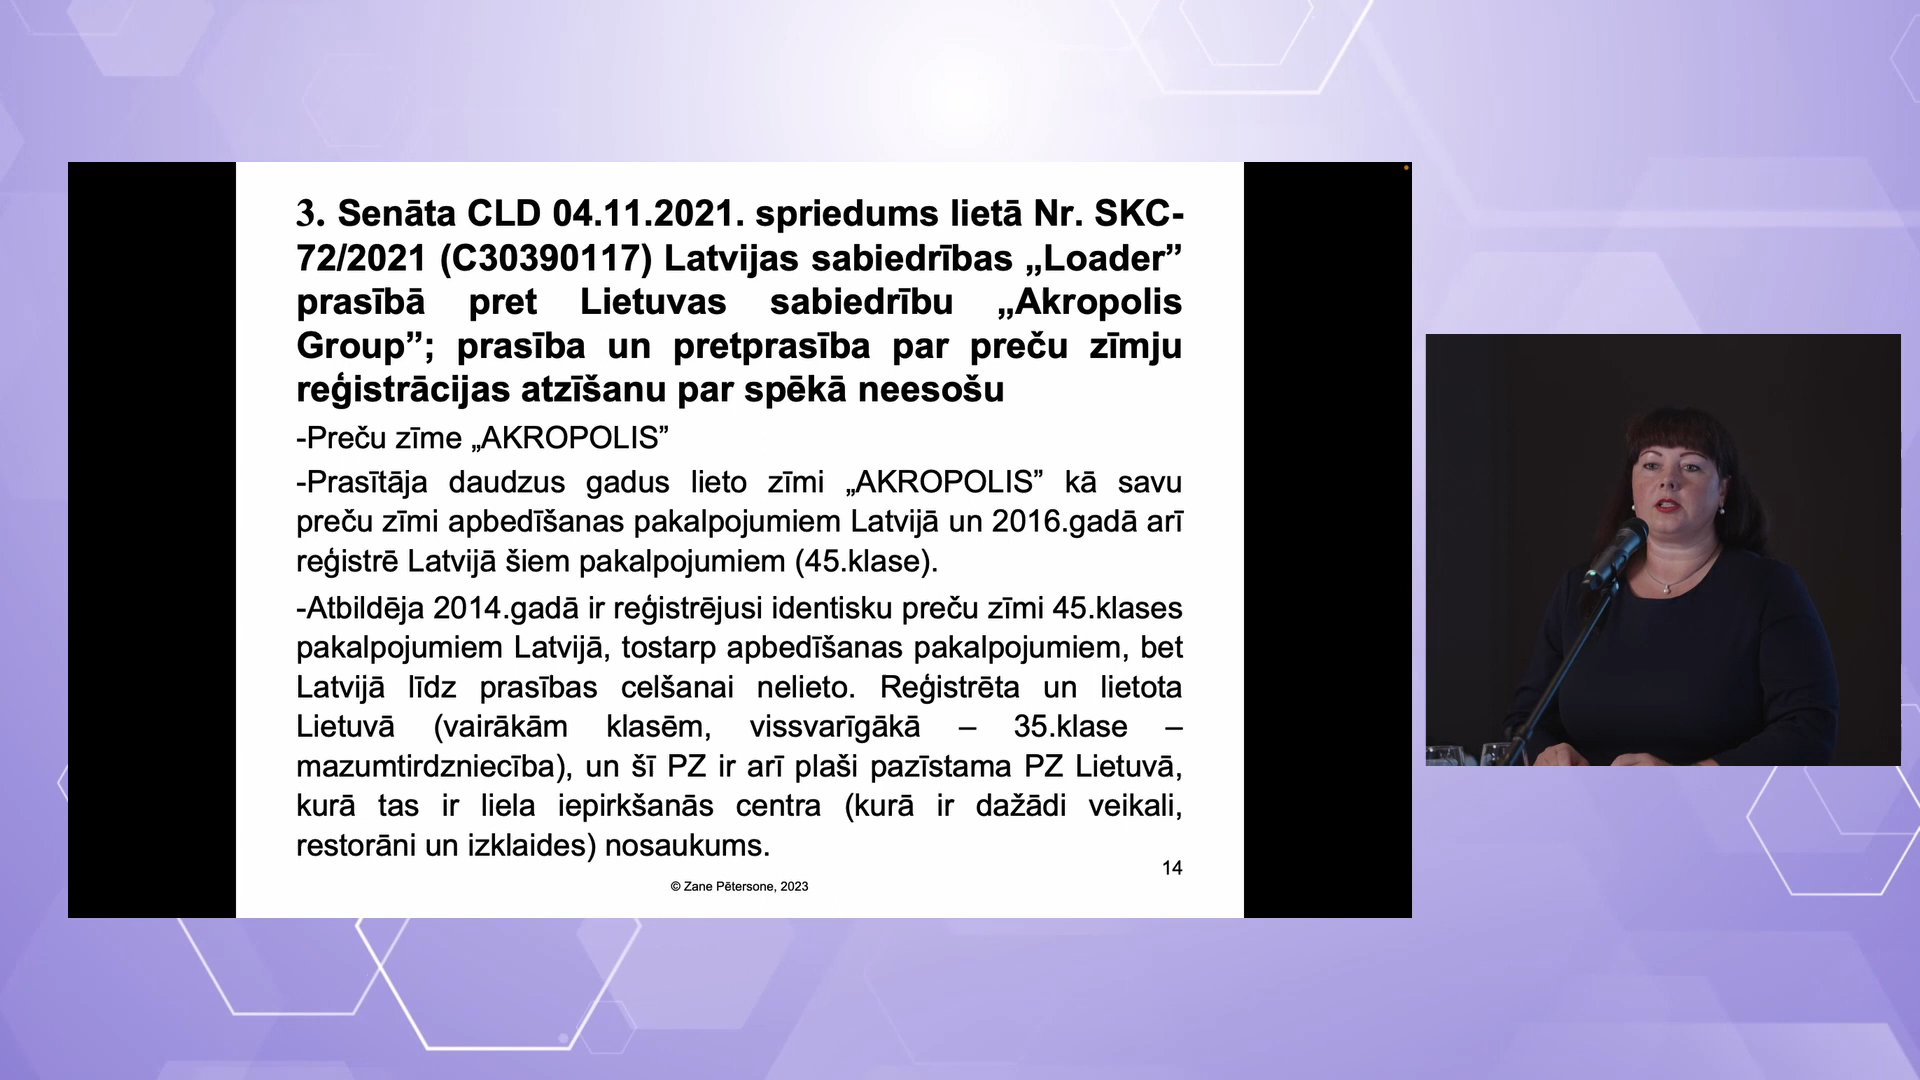 3. Senāta CLD 04.11.2021. spriedums lietā Nr. SKC-
72/2021 (C30390117) Latvijas sabiedrības „Loader”
prasībā pret Lietuvas sabiedrību „Akropolis
Group”; prasība un pretprasība par preču zīmju
reģistrācijas atzīšanu par spēkā neesošu
-Preču zīme „AKROPOLIS”
-Prasītāja daudzus gadus lieto zīmi „AKROPOLIS” kā savu
preču zīmi apbedīšanas pakalpojumiem Latvijā un 2016.gadā arī
reģistrē Latvijā šiem pakalpojumiem (45.klase).
-Atbildēja 2014.gadā ir reģistrējusi identisku preču zīmi 45.klases
pakalpojumiem Latvijā, tostarp apbedīšanas pakalpojumiem, bet
Latvijā līdz prasības celšanai nelieto. Reģistrēta un lietota
Lietuvā (vairākām klasēm, vissvarīgākā – 35.klase –
mazumtirdzniecība), un šī PZ ir arī plaši pazīstama PZ Lietuvā,
kurā tas ir liela iepirkšanās centra (kurā ir dažādi veikali,
restorāni un izklaides) nosaukums.
14
© Zane Pētersone, 2023